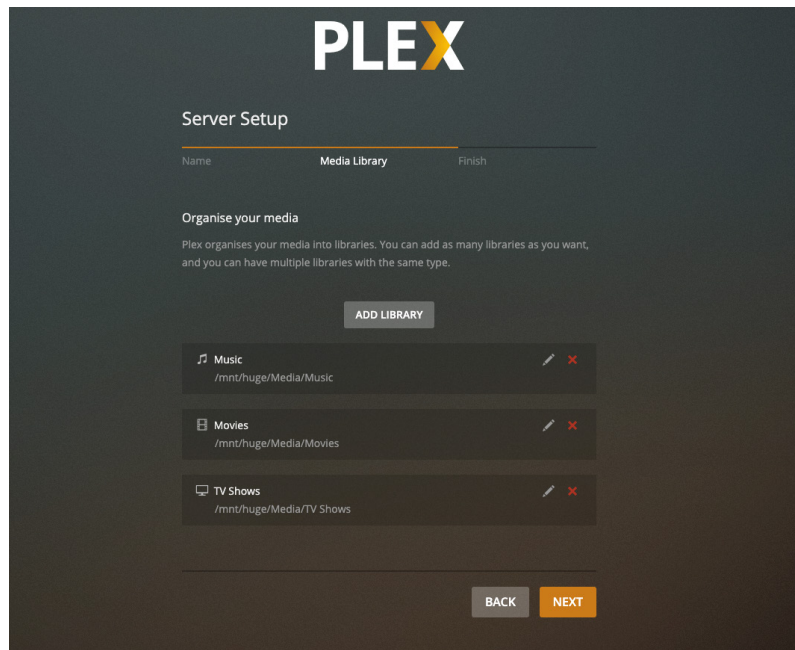 PLEX
Server Setup
Name
Media Library
Finish
Organise your media
Plex organises your media into libraries. You can add as many libraries as you want,
and you can have multiple libraries with the same type.
ADD LIBRARY
Music
/mnt/huge/Media/Music
Movies
/mnt/huge/Media/Movies
TV Shows
/mnt/huge/Media/TV Shows
BACK
NEXT